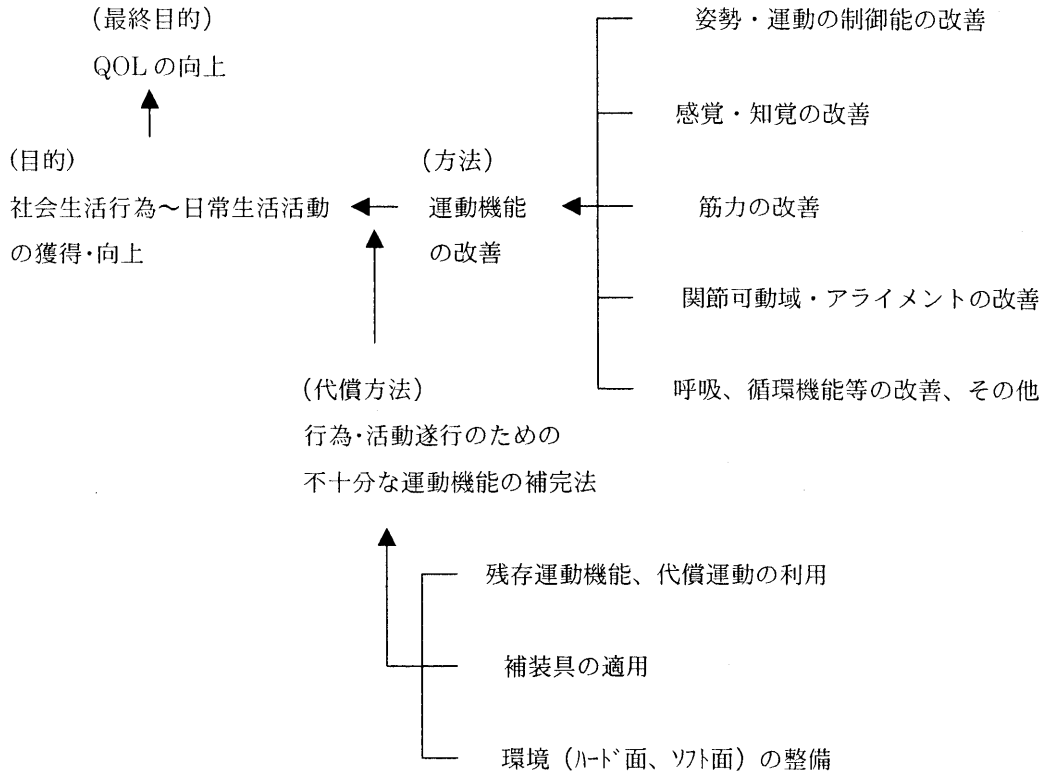 (最終目的)
QOLの向上
(目的)
社会生活行為～日常生活活動
の獲得･向上
(方法)
運動機能
の改善
姿勢・運動の制御能の改善
感覚・知覚の改善
筋力の改善
関節可動域・アライメントの改善
呼吸、循環機能等の改善、その他
(代償方法)
行為･活動遂行のための
不十分な運動機能の補完法
残存運動機能、代償運動の利用
補装具の適用
環境（ﾊｰﾄﾞ面、ｿﾌﾄ面）の整備